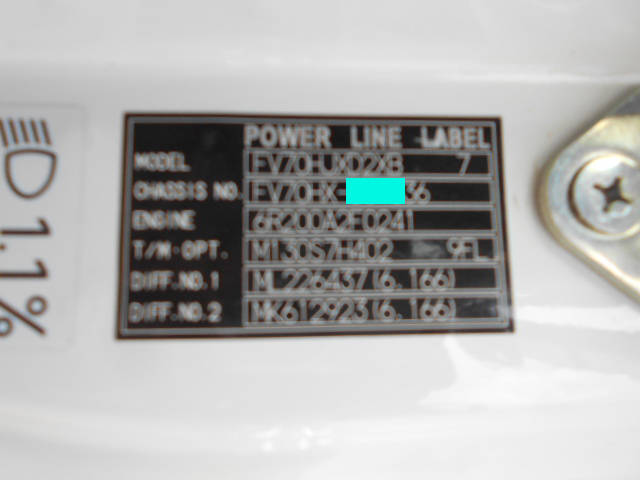 POWER LINE LABEL
MODEL FV70HUXD2XB 7
CHASSIS NO. FV70HX- 36
ENGINE 6R200A2F0241
T/M·OPT. M130S7H402 9FL
DIFF.NO.1 ML226437(6.166)
DIFF.NO.2 MK612923(6.166)
1.1%